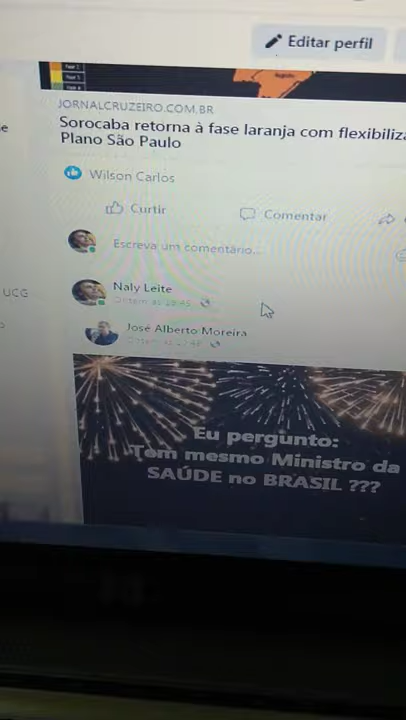 Editar perfil
JORNALCRUZEIRO.COM.BR
Sorocaba retorna à fase laranja com flexibiliza
Plano São Paulo
Wilson Carlos
Curtir
Comentar
Escreva um comentário...
Naly Leite
UCG
José Alberto Moreira
Eu pergunto:
Tem mesmo Ministro da
SAÚDE no BRASIL ???